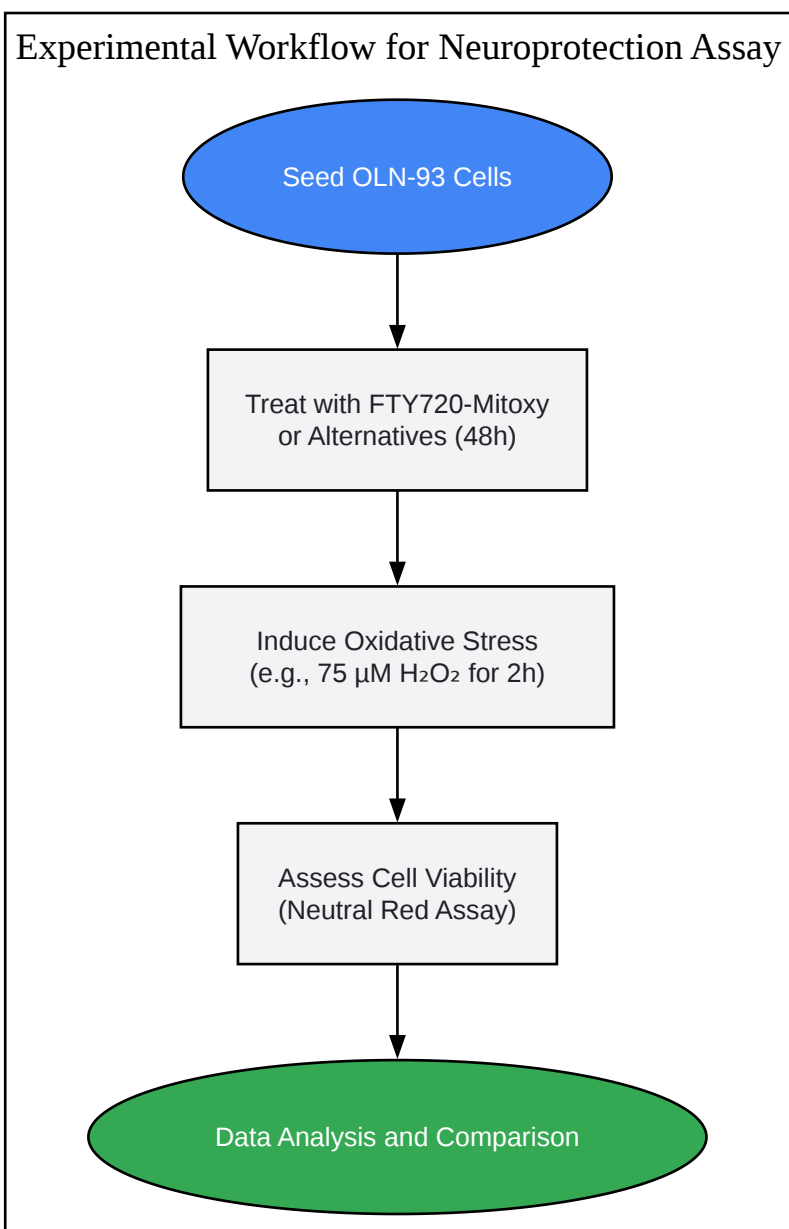 Experimental Workflow for Neuroprotection Assay
Seed OLN-93 Cells
Treat with FTY720-Mitoxy
or Alternatives (48h)
Induce Oxidative Stress
(e.g., 75 µM H₂O₂ for 2h)
Assess Cell Viability
(Neutral Red Assay)
Data Analysis and Comparison